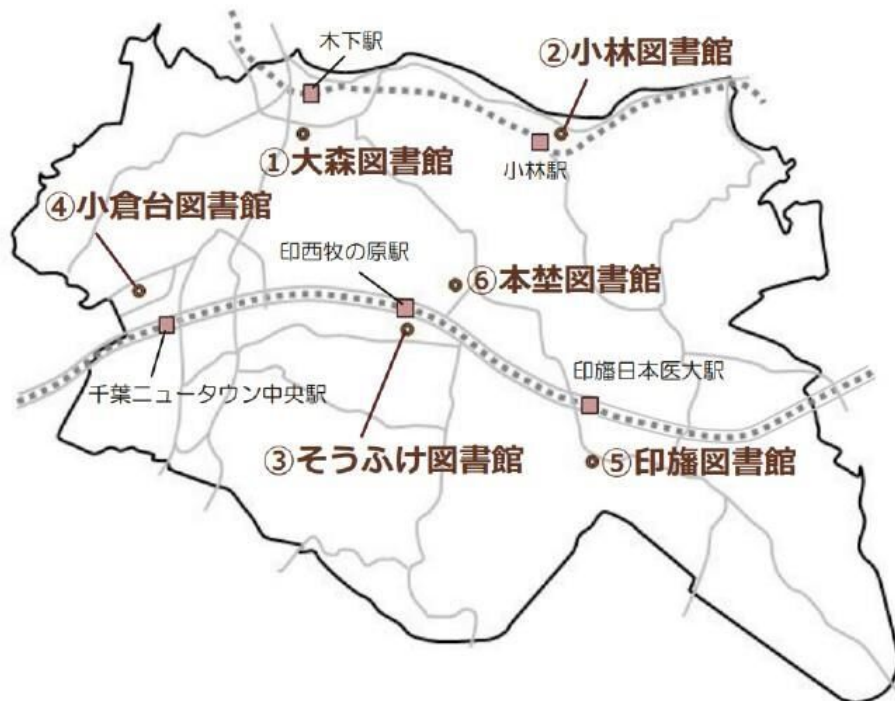 木下駅
②小林図書館
①大森図書館
小林駅
④小倉台図書館
印西牧の原駅
⑥本埜図書館
千葉ニュータウン中央駅
印旛日本医大駅
③そうふけ図書館
⑤印旛図書館